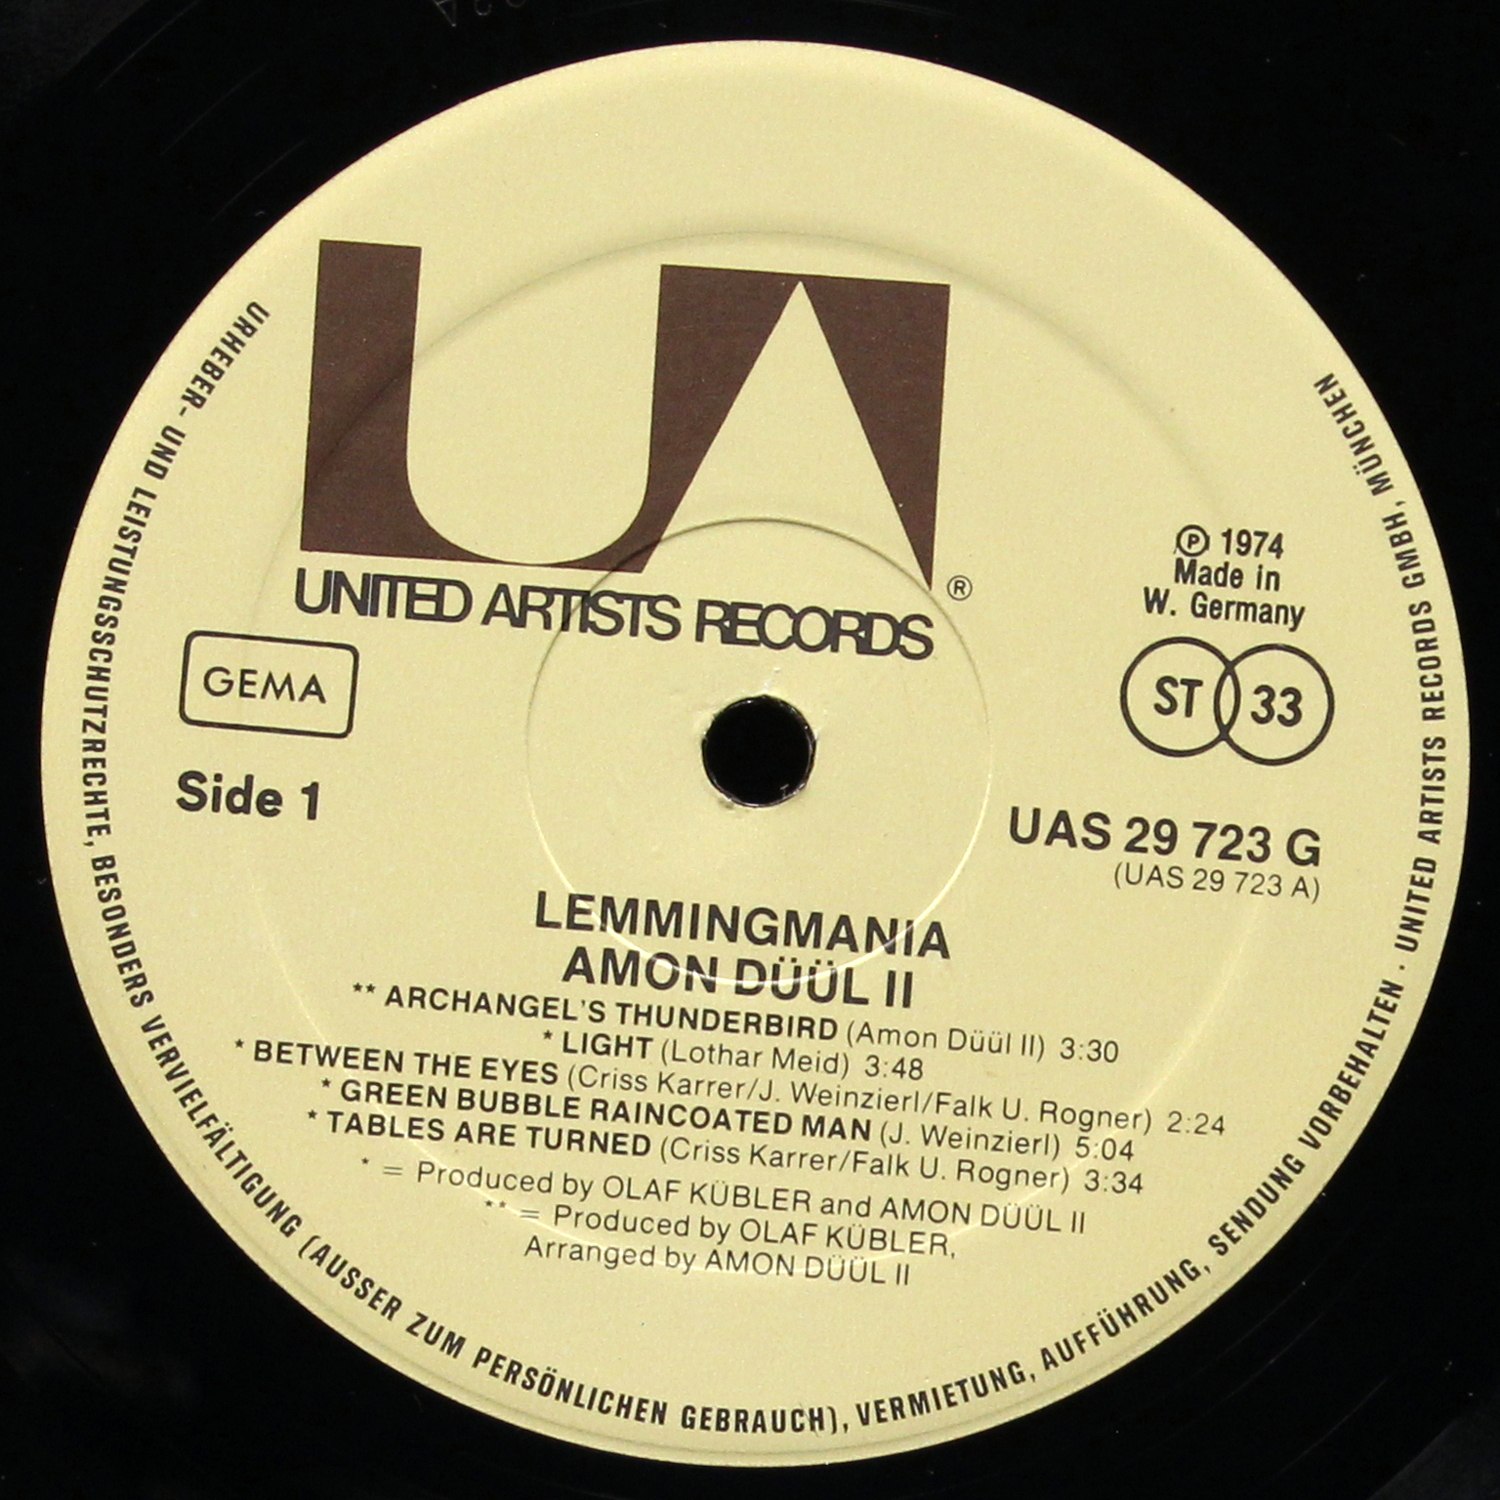 UA
UNITED ARTISTS RECORDS ®
GEMA
Side 1
℗ 1974
Made in
W. Germany
ST 33
UAS 29 723 G
(UAS 29 723 A)
LEMMINGMANIA
AMON DÜÜL II
** ARCHANGEL'S THUNDERBIRD (Amon Düül II) 3:30
* LIGHT (Lothar Meid) 3:48
* BETWEEN THE EYES (Criss Karrer/J. Weinzierl/Falk U. Rogner) 2:24
* GREEN BUBBLE RAINCOATED MAN (J. Weinzierl) 5:04
* TABLES ARE TURNED (Criss Karrer/Falk U. Rogner) 3:34
* = Produced by OLAF KÜBLER and AMON DÜÜL II
** = Produced by OLAF KÜBLER,
Arranged by AMON DÜÜL II
URHEBER- UND LEISTUNGSSCHUTZRECHTE, BESONDERS VERVIELFÄLTIGUNG (AUSSER ZUM PERSÖNLICHEN GEBRAUCH), VERMIETUNG, AUFFÜHRUNG, SENDUNG VORBEHALTEN · UNITED ARTISTS RECORDS GMBH, MÜNCHEN